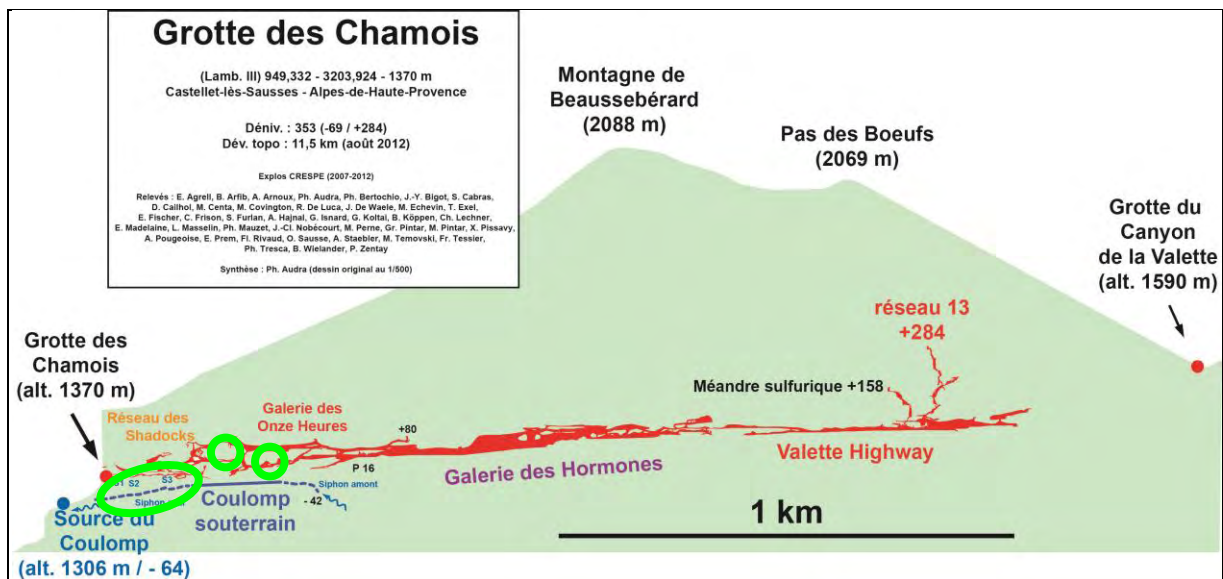 Grotte des Chamois
(Lamb. III) 949,332 - 3203,924 - 1370 m
Castellet-lès-Sausses - Alpes-de-Haute-Provence
Déniv. : 353 (-69 / +284)
Dév. topo : 11,5 km (août 2012)
Explos CRESPE (2007-2012)
Relevés : E. Agrell, B. Arfib, A. Arnoux, Ph. Audra, Ph. Bertochio, J.-Y. Bigot, S. Cabras,
D. Cailhol, M. Centa, M. Covington, R. De Luca, J. De Waele, M. Echevin, T. Exel,
E. Fischer, C. Frison, S. Furlan, A. Hajnal, G. Isnard, G. Koltai, B. Köppen, Ch. Lechner,
E. Madelaine, L. Masselin, Ph. Mauzet, J.-Cl. Nobécourt, M. Perne, Gr. Pintar, M. Pintar, X. Pissavy,
A. Pougeoise, E. Prem, Fl. Rivaud, O. Sausse, A. Staebier, M. Temovski, Fr. Tessier,
Ph. Tresca, B. Wielander, P. Zentay
Synthèse : Ph. Audra (dessin original au 1/500)
Montagne de
Beaussebérard
(2088 m)
Pas des Boeufs
(2069 m)
Grotte du
Canyon
de la Valette
(alt. 1590 m)
réseau 13
+284
Méandre sulfurique +158
Grotte des
Chamois
(alt. 1370 m)
Réseau des
Shadocks
Galerie des
Onze Heures
+80
P 16
Galerie des Hormones
Valette Highway
S1 S2 S3
Siphon
Siphon amont
- 42
Coulomp
souterrain
Source du
Coulomp
(alt. 1306 m / - 64)
1 km